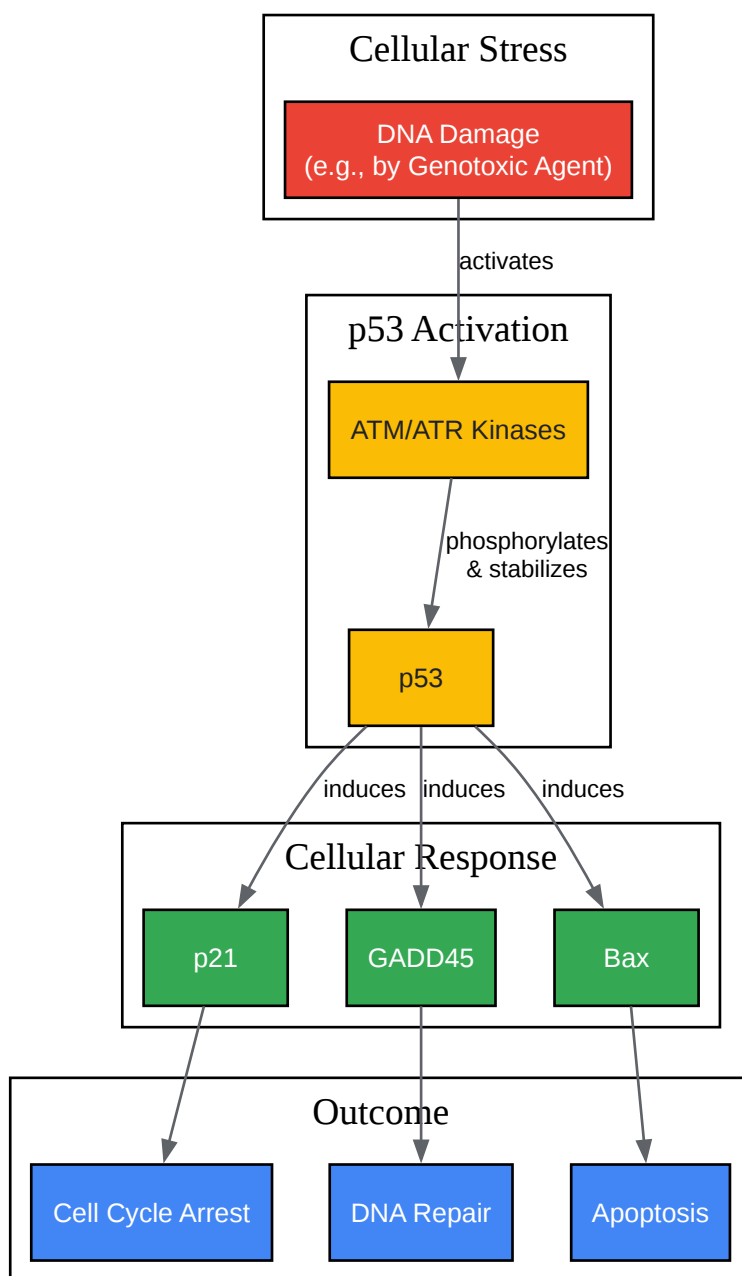 Cellular Stress
DNA Damage
(e.g., by Genotoxic Agent)
activates
p53 Activation
ATM/ATR Kinases
phosphorylates
& stabilizes
p53
induces
induces
induces
Cellular Response
p21
GADD45
Bax
Outcome
Cell Cycle Arrest
DNA Repair
Apoptosis